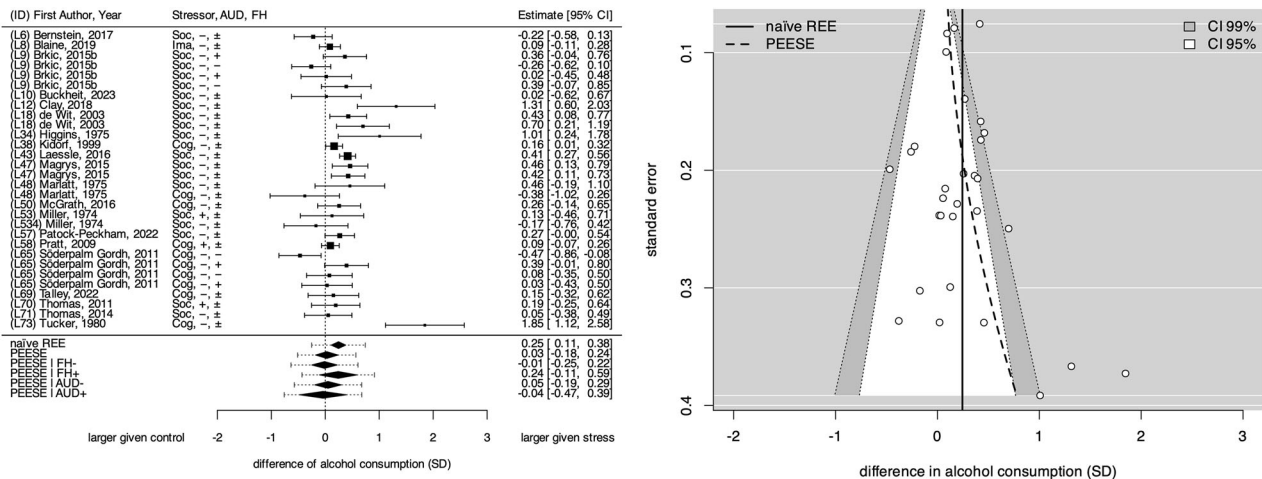 (ID) First Author, Year Stressor, AUD, FH Estimate [95% CI]
(L6) Bernstein, 2017 Soc, −, ± -0.22 [-0.58, 0.13]
(L8) Blaine, 2019 Ima, −, ± 0.09 [-0.11, 0.28]
(L9) Brkic, 2015b Soc, −, + 0.36 [-0.04, 0.76]
(L9) Brkic, 2015b Soc, −, − -0.26 [-0.62, 0.10]
(L9) Brkic, 2015b Soc, −, + 0.02 [-0.45, 0.48]
(L9) Brkic, 2015b Soc, −, − 0.39 [-0.07, 0.85]
(L10) Buckheit, 2023 Soc, −, ± 0.02 [-0.62, 0.67]
(L12) Clay, 2018 Soc, −, ± 1.31 [ 0.60, 2.03]
(L18) de Wit, 2003 Soc, −, ± 0.43 [ 0.08, 0.77]
(L18) de Wit, 2003 Soc, −, ± 0.70 [ 0.21, 1.19]
(L34) Higgins, 1975 Soc, −, ± 1.01 [ 0.24, 1.78]
(L38) Kidorf, 1999 Cog, −, ± 0.16 [ 0.01, 0.32]
(L43) Laessle, 2016 Soc, −, ± 0.41 [ 0.27, 0.56]
(L47) Magrys, 2015 Soc, −, ± 0.46 [ 0.13, 0.79]
(L47) Magrys, 2015 Soc, −, ± 0.42 [ 0.11, 0.73]
(L48) Marlatt, 1975 Soc, −, ± 0.46 [-0.19, 1.10]
(L48) Marlatt, 1975 Cog, −, ± -0.38 [-1.02, 0.26]
(L50) McGrath, 2016 Cog, −, ± 0.26 [-0.14, 0.65]
(L53) Miller, 1974 Soc, +, ± 0.13 [-0.46, 0.71]
(L534) Miller, 1974 Soc, −, ± -0.17 [-0.76, 0.42]
(L57) Patock-Peckham, 2022 Soc, −, ± 0.27 [-0.00, 0.54]
(L58) Pratt, 2009 Cog, +, ± 0.09 [-0.07, 0.26]
(L65) Söderpalm Gordh, 2011 Cog, −, − -0.47 [-0.86, -0.08]
(L65) Söderpalm Gordh, 2011 Cog, −, + 0.39 [-0.01, 0.80]
(L65) Söderpalm Gordh, 2011 Cog, −, − 0.08 [-0.35, 0.50]
(L65) Söderpalm Gordh, 2011 Cog, −, + 0.03 [-0.43, 0.50]
(L69) Talley, 2022 Cog, −, ± 0.15 [-0.32, 0.62]
(L70) Thomas, 2011 Soc, +, ± 0.19 [-0.25, 0.64]
(L71) Thomas, 2014 Soc, −, ± 0.05 [-0.38, 0.49]
(L73) Tucker, 1980 Cog, −, ± 1.85 [ 1.12, 2.58]
naïve REE 0.25 [ 0.11, 0.38]
PEESE 0.03 [-0.18, 0.24]
PEESE | FH- -0.01 [-0.25, 0.22]
PEESE | FH+ 0.24 [-0.11, 0.59]
PEESE | AUD- 0.05 [-0.19, 0.29]
PEESE | AUD+ -0.04 [-0.47, 0.39]
-2 -1 0 1 2 3
larger given control larger given stress
difference of alcohol consumption (SD)
naïve REE
PEESE
CI 99%
CI 95%
standard error
0.1
0.2
0.3
0.4
-2 -1 0 1 2 3
difference in alcohol consumption (SD)